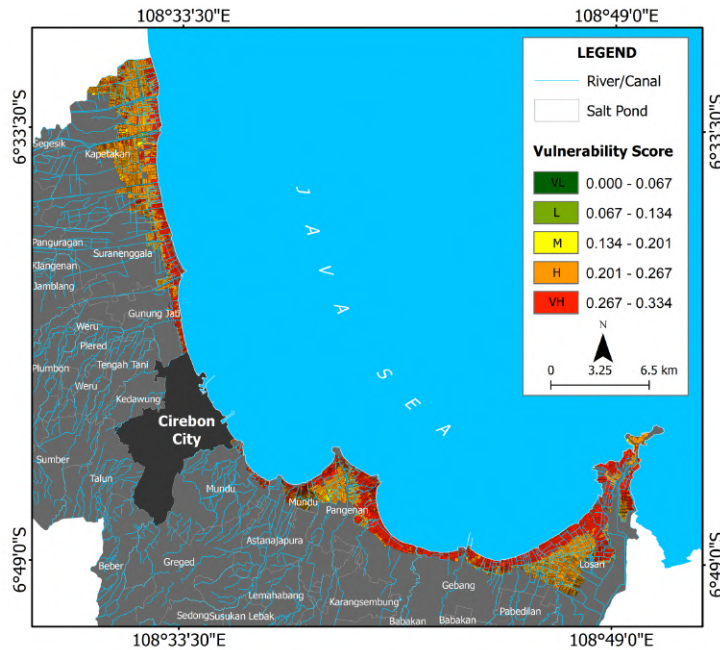 108°33'30"E
108°49'0"E
6°33'30"S
6°33'30"S
LEGEND
River/Canal
Salt Pond
Vulnerability Score
VL 0.000 - 0.067
L 0.067 - 0.134
M 0.134 - 0.201
H 0.201 - 0.267
VH 0.267 - 0.334
N
0 3.25 6.5 km
JAVA SEA
Kapetakan
Panguragan
Suranenggala
Klangenan
Jamblang
Gunung Jati
Weru
Plered
Plumbon
Tengah Tani
Weru
Kedawung
Cirebon
City
Sumber
Talun
Mundu
Mundu
Pangenan
Astanajapura
Beber
Greged
Gebang
Losari
Lemahabang
Karangsembung
Pabedilan
Sedong
Susukan Lebak
Babakan
Babakan
6°49'0"S
6°49'0"S
108°33'30"E
108°49'0"E